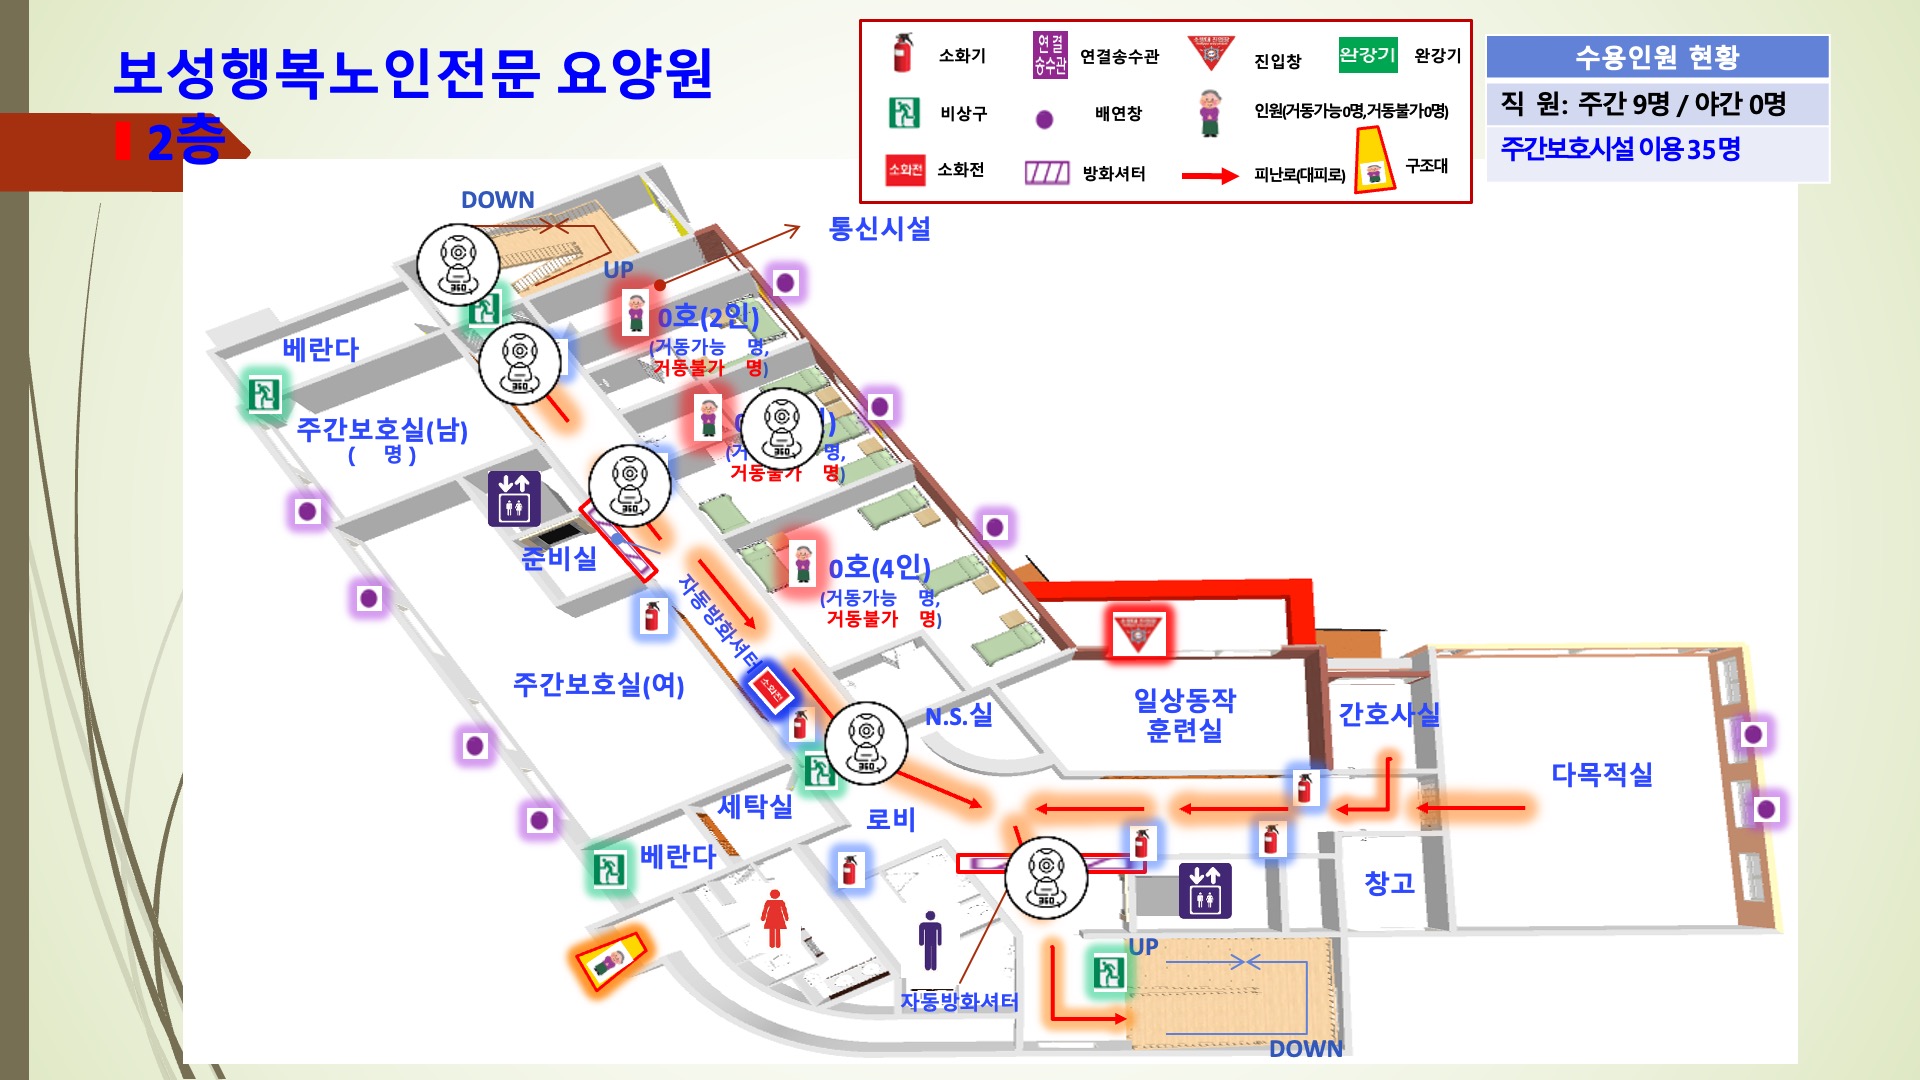 보성행복노인전문 요양원
2층
소화기
연결
송수관
연결송수관
진입창
완강기
완강기
비상구
배연창
인원(거동가능0명,거동불가0명)
소화전
소화전
방화셔터
피난로(대피로)
구조대
수용인원 현황
직 원: 주간 9명 / 야간 0명
주간보호시설 이용35명
DOWN
UP
통신시설
0호(2인)
(거동가능 명,
거동불가 명)
베란다
주간보호실(남)
( 명 )
명,
거동불가 명)
준비실
0호(4인)
(거동가능 명,
거동불가 명)
자동방화셔터
소화전
주간보호실(여)
N.S.실
일상동작
훈련실
간호사실
다목적실
세탁실
로비
베란다
창고
자동방화셔터
UP
DOWN
360
360
360
360
360
360